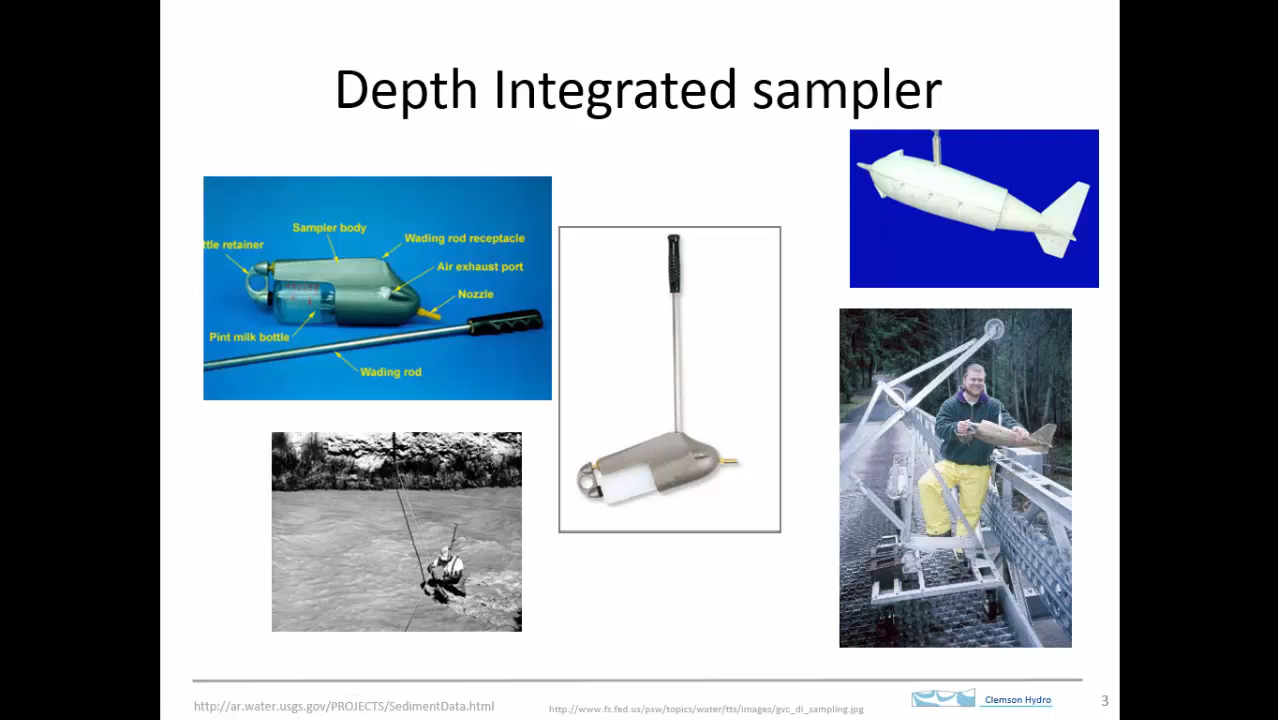 Depth Integrated sampler
Sampler body
ttle retainer
Wading rod receptacle
Air exhaust port
Nozzle
Pint milk bottle
Wading rod
http://ar.water.usgs.gov/PROJECTS/SedimentData.html
http://www.fs.fed.us/psw/topics/water/tts/images/gvc_di_sampling.jpg
Clemson Hydro
3